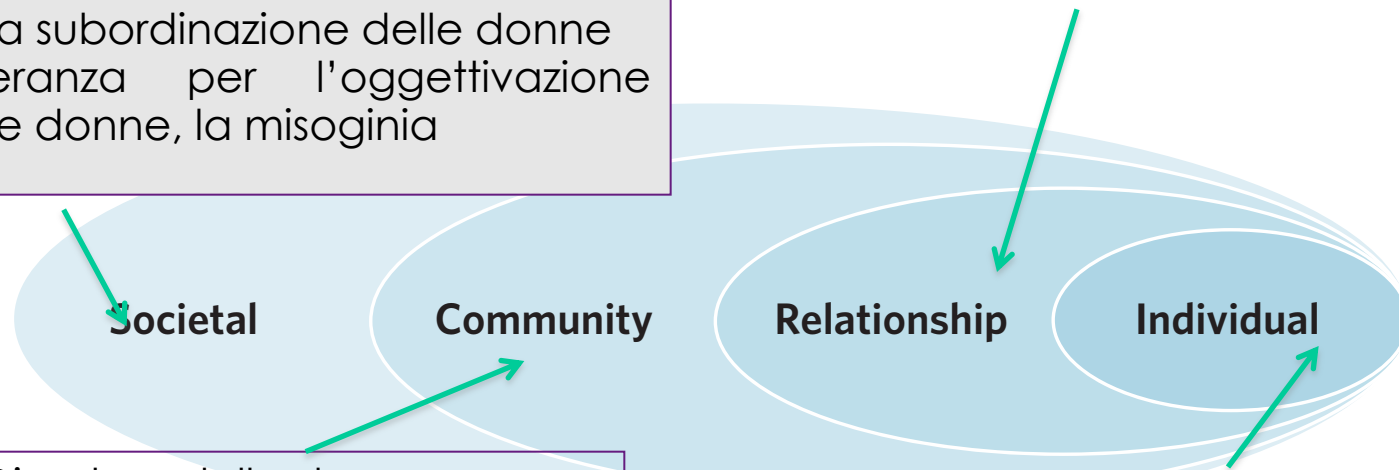 a subordinazione delle donne
eranza per l’oggettivazione
e donne, la misoginia
Societal Community Relationship Individual